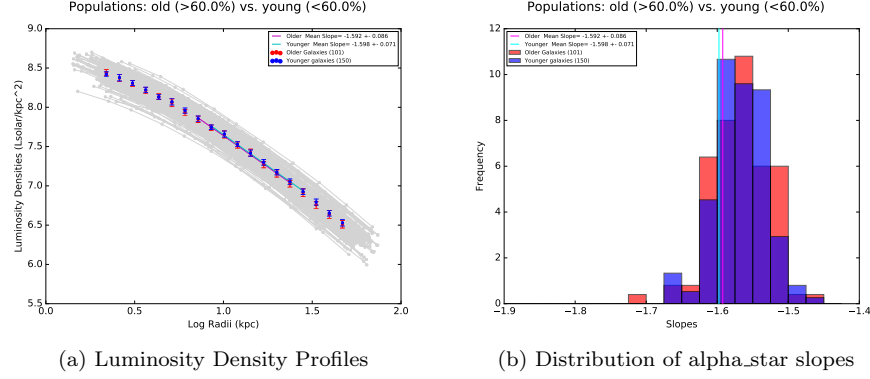 Populations: old (>60.0%) vs. young (<60.0%)
Older Mean Slope= -1.592 +- 0.086
Younger Mean Slope= -1.598 +- 0.071
Older Galaxies (101)
Younger galaxies (150)
Luminosity Densities (Lsolar/kpc^2)
9.0
8.5
8.0
7.5
7.0
6.5
6.0
5.5
0.0 0.5 1.0 1.5 2.0
Log Radii (kpc)
(a) Luminosity Density Profiles
Populations: old (>60.0%) vs. young (<60.0%)
Older Mean Slope= -1.592 +- 0.086
Younger Mean Slope= -1.598 +- 0.071
Older Galaxies (101)
Younger galaxies (150)
Frequency
12
10
8
6
4
2
0
−1.9 −1.8 −1.7 −1.6 −1.5 −1.4
Slopes
(b) Distribution of alpha_star slopes